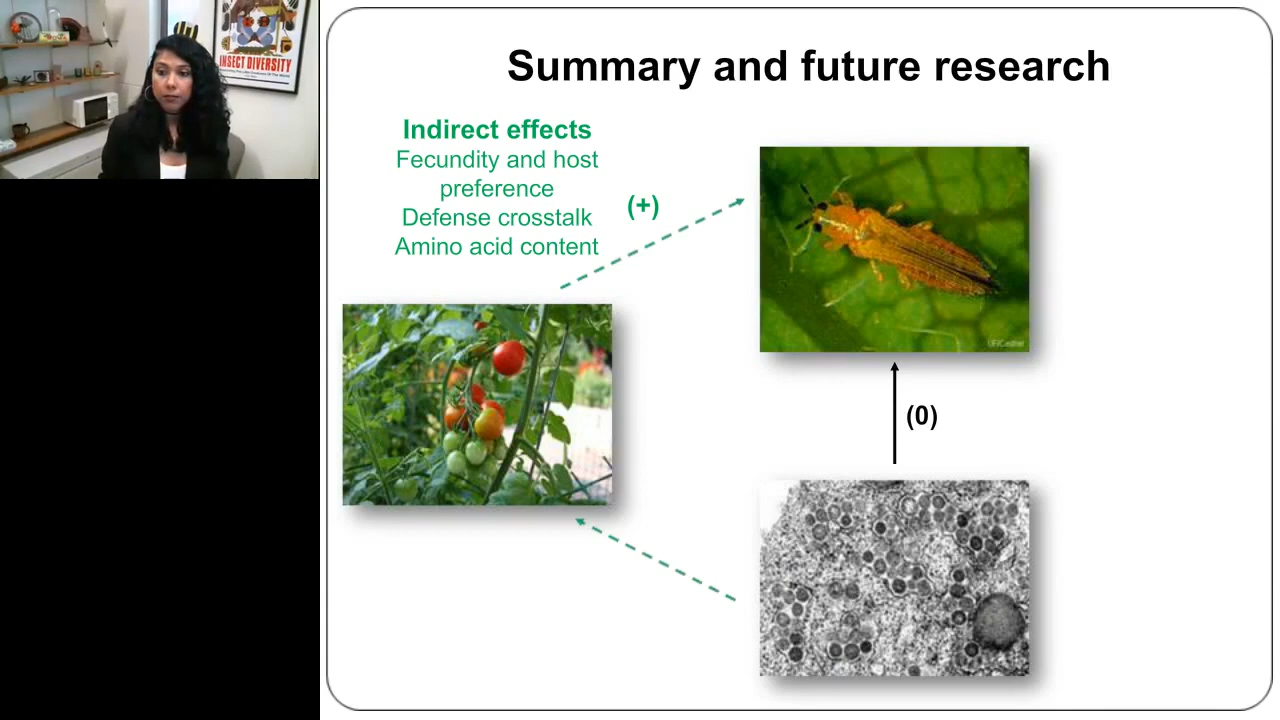 INSECT DIVERSITY
Summary and future research
Indirect effects
Fecundity and host
preference
Defense crosstalk
Amino acid content
(+)
(0)